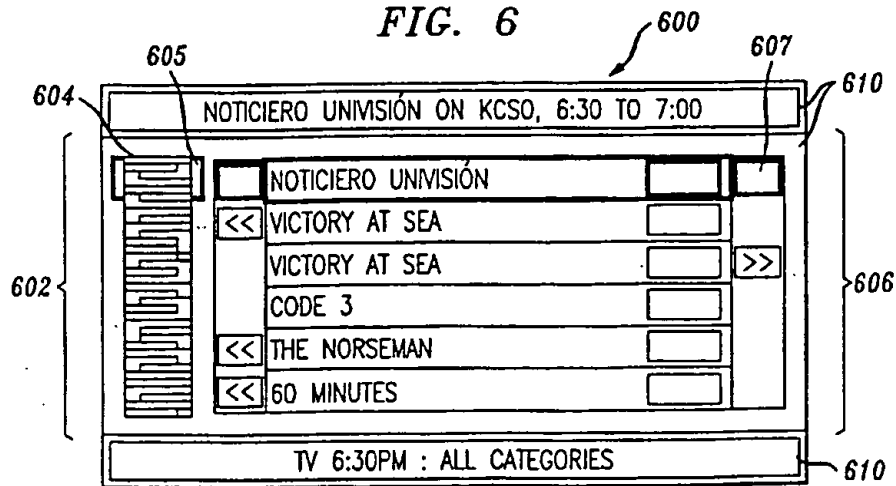 FIG. 6
600
607
605
604
610
NOTICIERO UNIVISIÓN ON KCSO, 6:30 TO 7:00
NOTICIERO UNIVISIÓN
<< VICTORY AT SEA
VICTORY AT SEA >>
602
606
CODE 3
<< THE NORSEMAN
<< 60 MINUTES
TV 6:30PM : ALL CATEGORIES
610